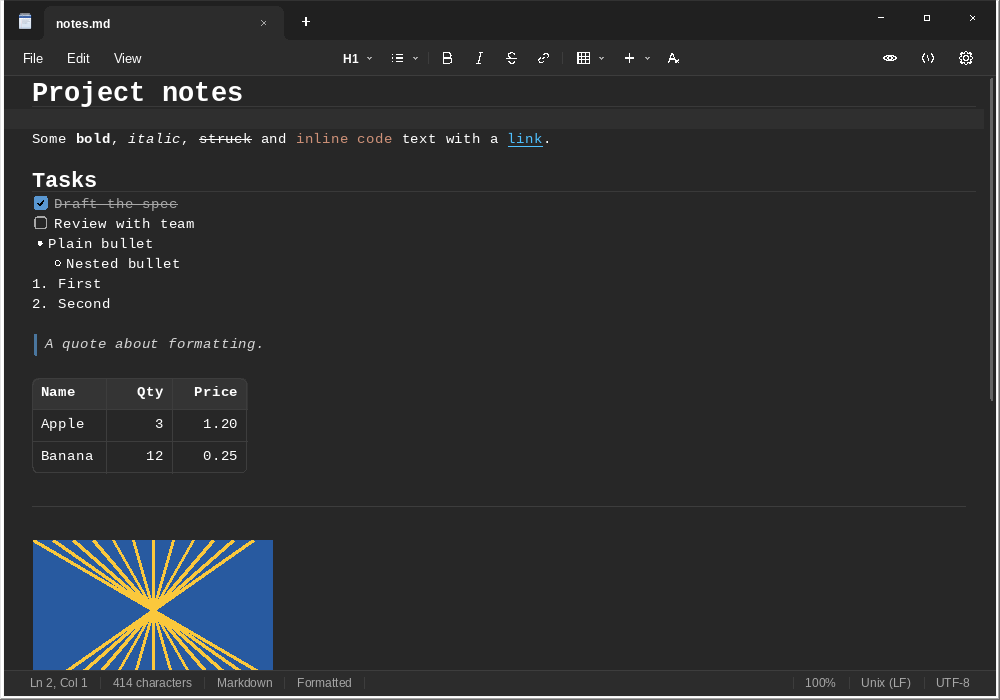 notes.md
File Edit View H1
Project notes
Some bold, italic, struck and inline code text with a link.
Tasks
Draft the spec
Review with team
Plain bullet
Nested bullet
1. First
2. Second
A quote about formatting.
Name Qty Price
Apple 3 1.20
Banana 12 0.25
Ln 2, Col 1 414 characters Markdown Formatted 100% Unix (LF) UTF-8